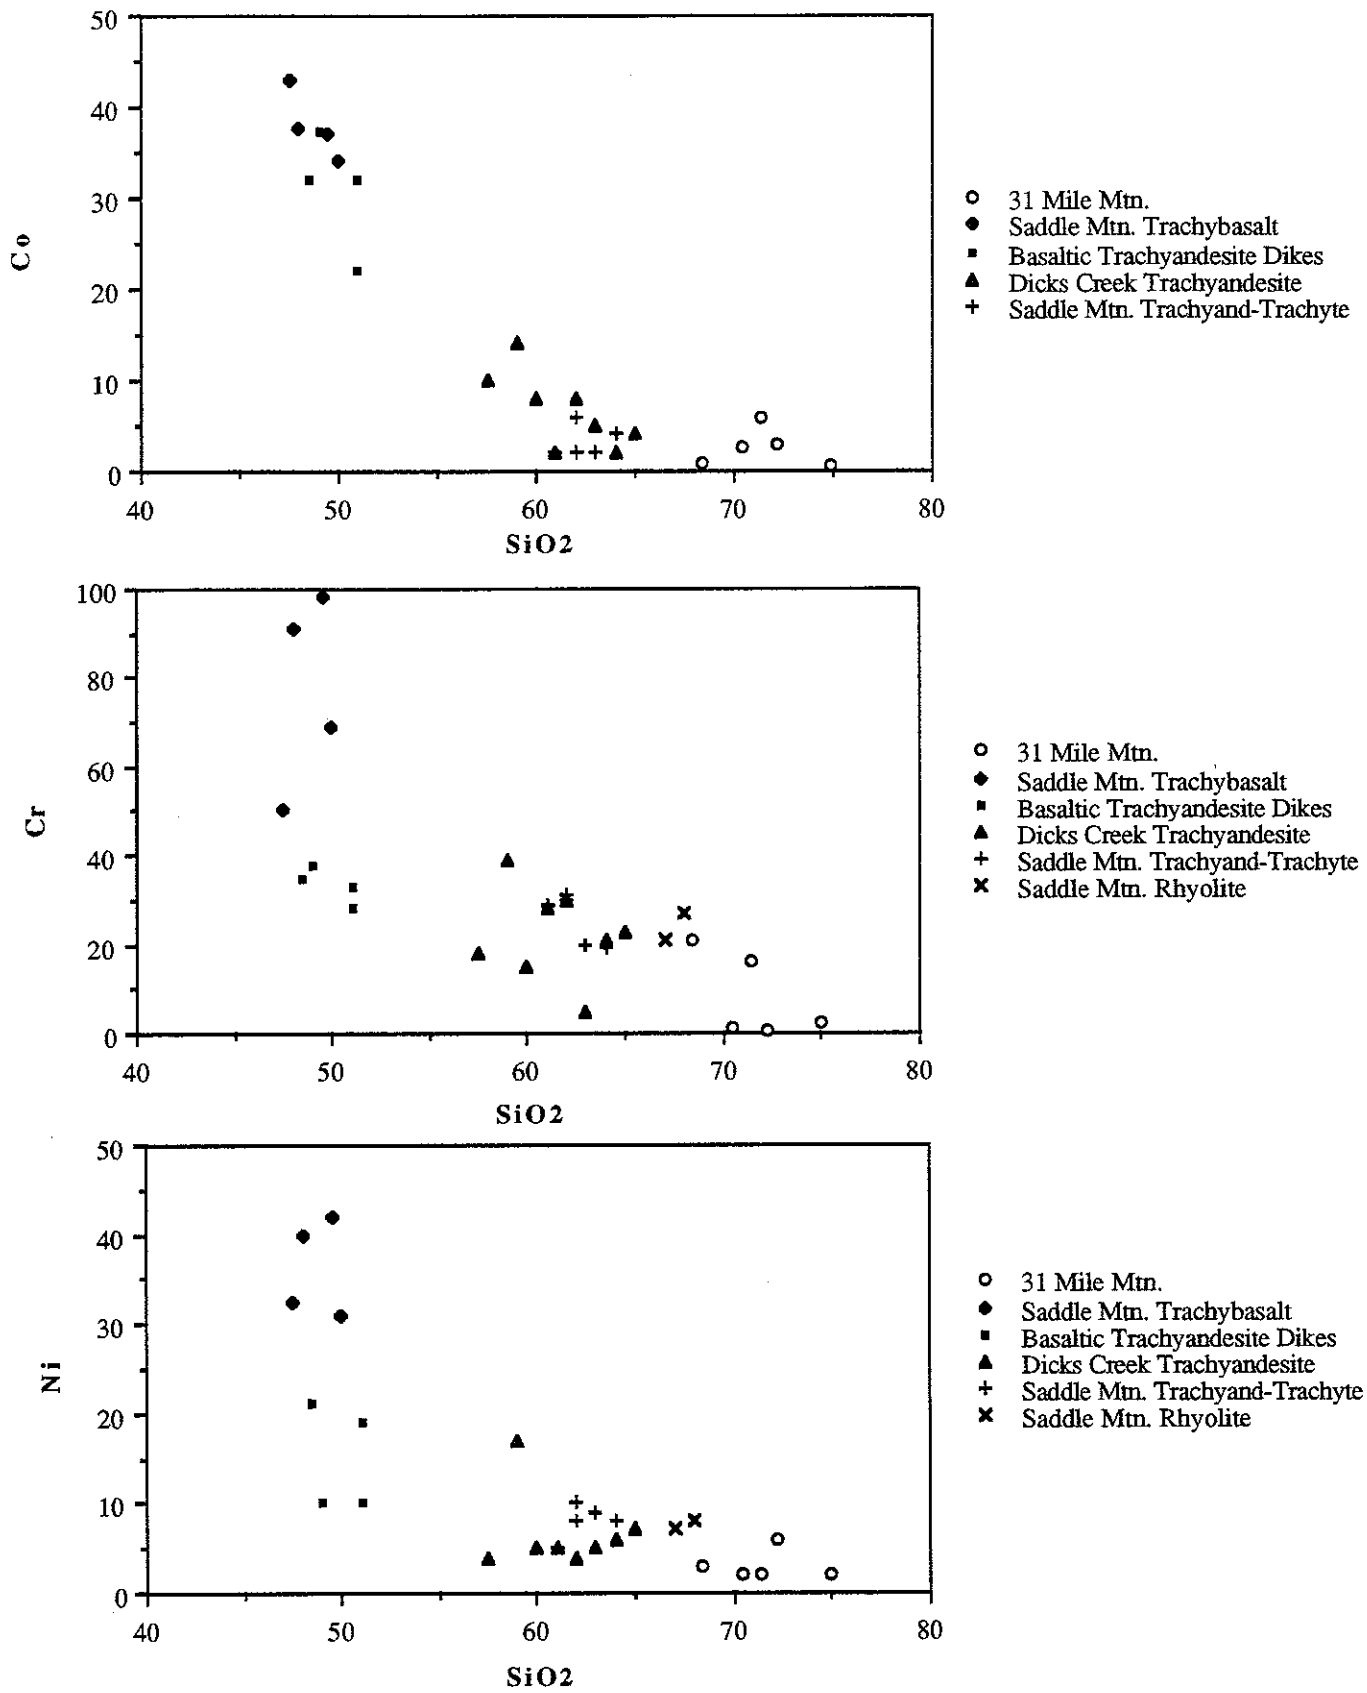 50
40
30
20
10
0
Co
40 50 60 70 80
SiO2
31 Mile Mtn.
Saddle Mtn. Trachybasalt
Basaltic Trachyandesite Dikes
Dicks Creek Trachyandesite
Saddle Mtn. Trachyand-Trachyte
100
80
60
40
20
0
Cr
40 50 60 70 80
SiO2
31 Mile Mtn.
Saddle Mtn. Trachybasalt
Basaltic Trachyandesite Dikes
Dicks Creek Trachyandesite
Saddle Mtn. Trachyand-Trachyte
Saddle Mtn. Rhyolite
50
40
30
20
10
0
Ni
40 50 60 70 80
SiO2
31 Mile Mtn.
Saddle Mtn. Trachybasalt
Basaltic Trachyandesite Dikes
Dicks Creek Trachyandesite
Saddle Mtn. Trachyand-Trachyte
Saddle Mtn. Rhyolite